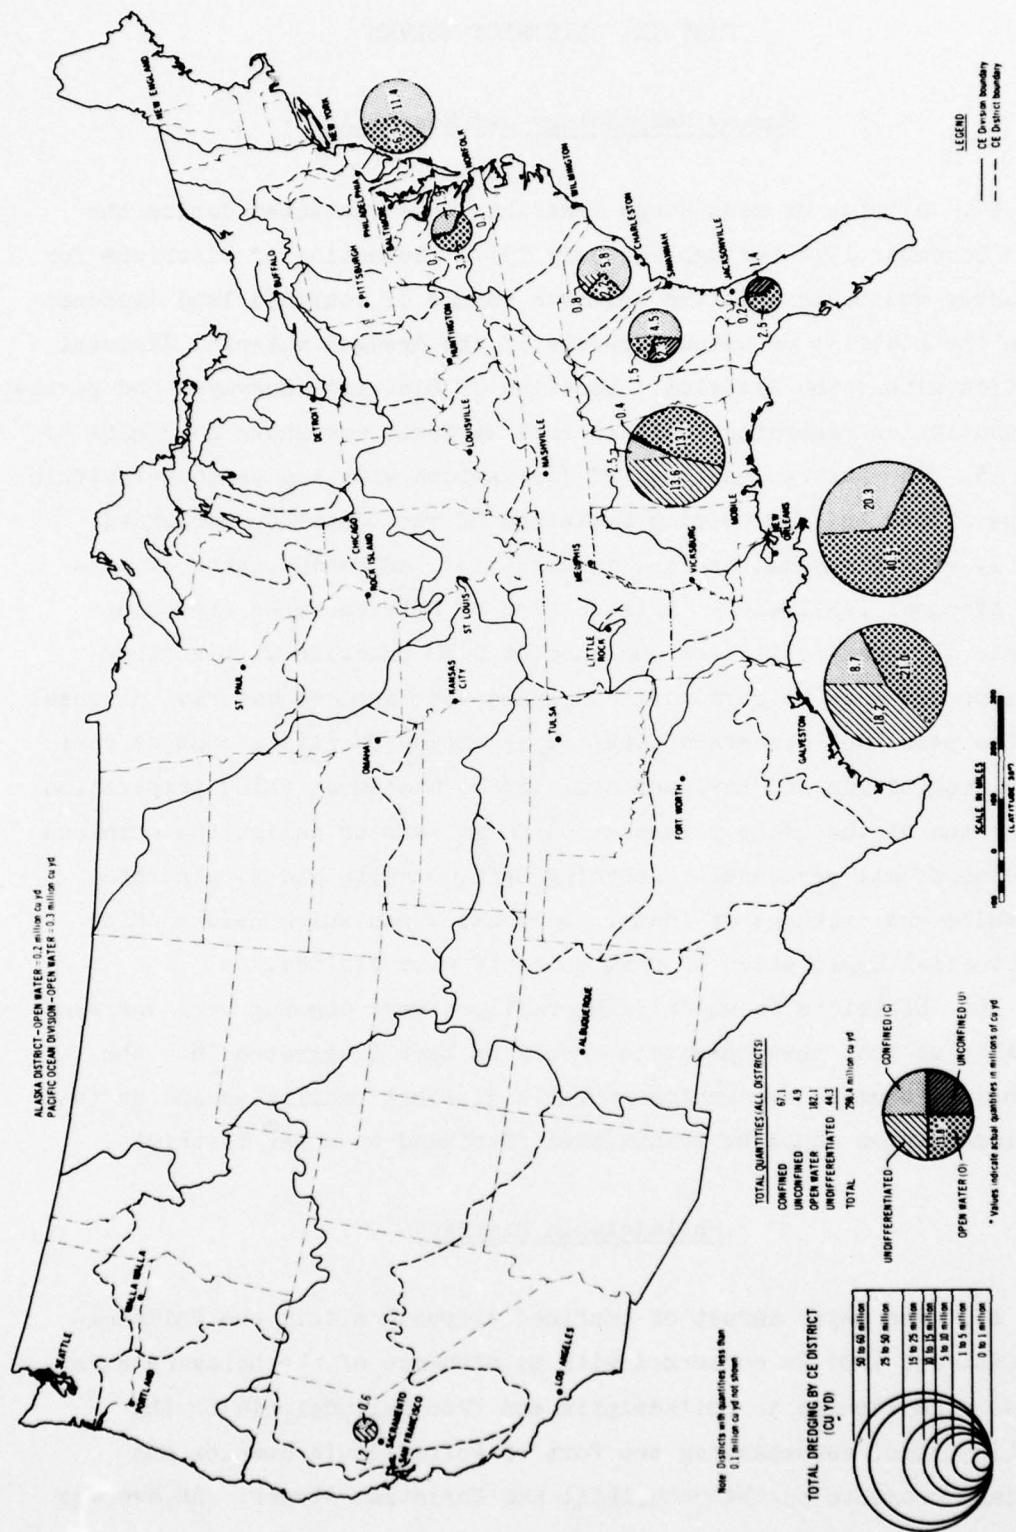 ALASKA DISTRICT-OPEN WATER=0.2 million cu yd
PACIFIC OCEAN DIVISION-OPEN WATER=0.3 million cu yd
SEATTLE
PORTLAND
WALLA WALLA
SACRAMENTO
SAN FRANCISCO
0.6
LOS ANGELES
ALBUQUERQUE
OMAHA
ST PAUL
KANSAS
CITY
TULSA
FORT WORTH
GALVESTON
8.7
18.2
21.0
ROCK ISLAND
CHICAGO
ST LOUIS
LITTLE
ROCK
MEMPHIS
VICKSBURG
NEW
ORLEANS
20.3
DETROIT
LOUISVILLE
NASHVILLE
MOBILE
2.5
0.4
13.6
13.7
BUFFALO
PITTSBURGH
HUNTINGTON
NEW ENGLAND
NEW YORK
PHILADELPHIA
11.4
6.3
BALTIMORE
NORFOLK
0.1
3.3
WILMINGTON
0.8
5.8
CHARLESTON
1.5
4.5
SAVANNAH
JACKSONVILLE
0.2
1.4
2.5
TOTAL QUANTITIES (ALL DISTRICTS)
CONFINED 67.1
UNCONFINED 4.9
OPEN WATER 182.1
UNDIFFERENTIATED 44.3
TOTAL 298.4 million cu yd
Note: Districts with quantities less than
0.1 million cu yd not shown
TOTAL DREDGING BY CE DISTRICT
(CU YD)
50 to 60 million
25 to 50 million
15 to 25 million
10 to 15 million
5 to 10 million
1 to 5 million
0 to 1 million
UNDIFFERENTIATED
CONFINED (C)
OPEN WATER (O)
UNCONFINED (U)
* Values indicate actual quantities in millions of cu yd
SCALE IN MILES
100 0 100 200 300
(LATITUDE 39°)
LEGEND
CE Division boundary
CE District boundary